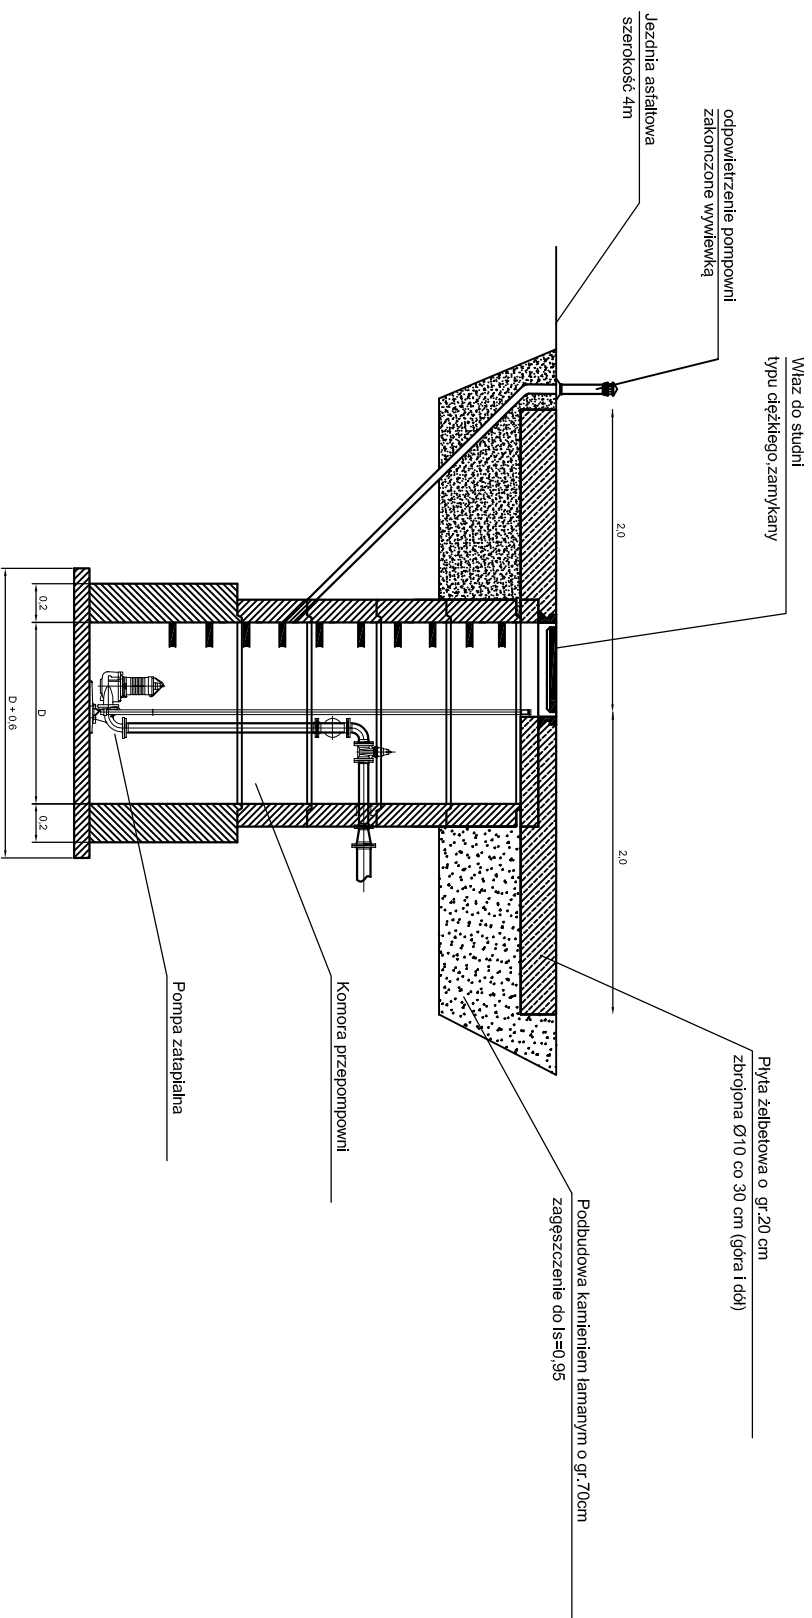 Jezdnia asfaltowa
szerokość 4m
odpowietrzenie pompowni
zakonczone wywiewką
Właz do studni
typu ciężkiego,zamykany
Płyta żelbetowa o gr.20 cm
zbrojona Ø10 co 30 cm (góra i dół)
Podbudowa kamieniem łamanym o gr.70cm
zagęszczenie do Is=0,95
Komora przepompowni
Pompa zatapialna
2,0
2,0
0,2
D
0,2
D + 0,6